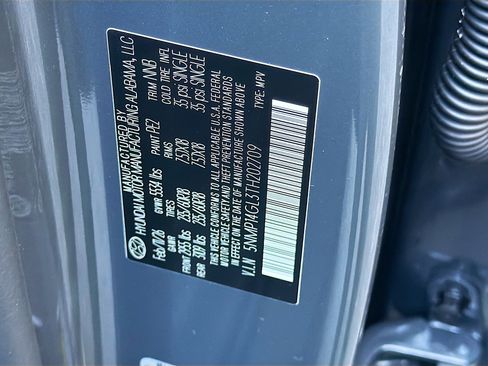 MANUFACTURED BY
HYUNDAI MOTOR MANUFACTURING ALABAMA, LLC
PAINT PE2 TRIM NNB
GVWR 5534 lbs
GAWR TIRES RIMS COLD TIRE INFL
FRONT 2855 lbs 235/60R18 7.5JX18 35 psi SINGLE
REAR 3109 lbs 235/60R18 7.5JX18 35 psi SINGLE
THIS VEHICLE CONFORMS TO ALL APPLICABLE U.S.A. FEDERAL
MOTOR VEHICLE SAFETY AND THEFT PREVENTION STANDARDS
IN EFFECT ON THE DATE OF MANUFACTURE SHOWN ABOVE
V.I.N 5NMP14GL3TH202709 TYPE: MPV